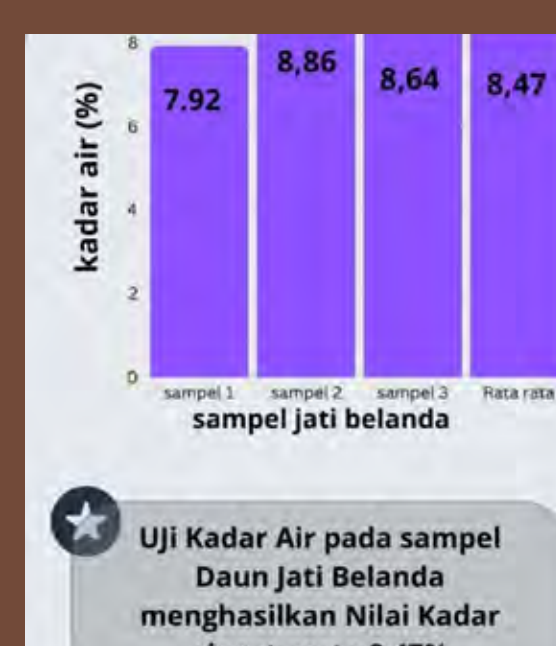 8
6
4
2
0
kadar air (%)
7.92
8,86
8,64
8,47
sampel 1
sampel 2
sampel 3
Rata rata
sampel jati belanda
UJi Kadar Air pada sampel
Daun Jati Belanda
menghasilkan Nilai Kadar